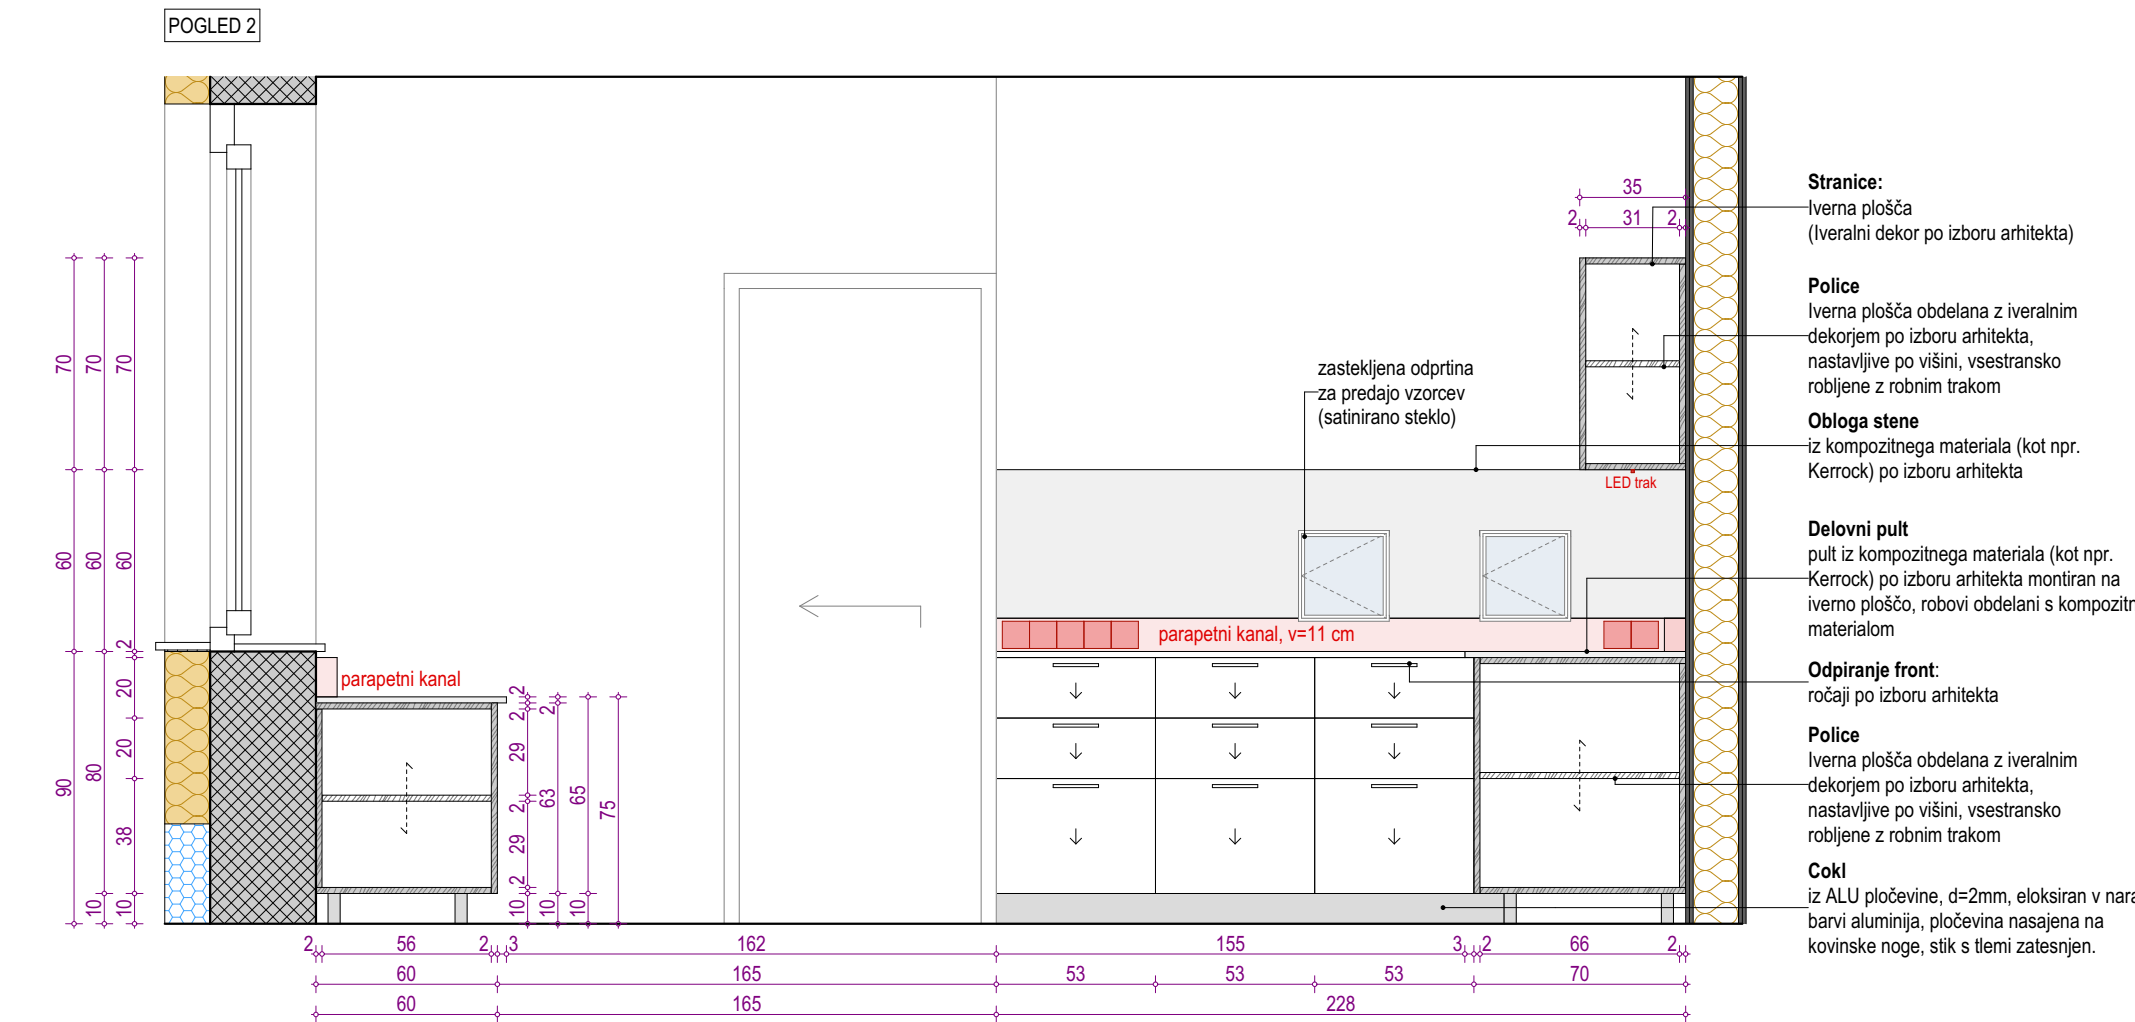 POGLED 2
Stranice:
Iverna plošča
(Iveralni dekor po izboru arhitekta)
Police
Iverna plošča obdelana z iveralnim
dekorjem po izboru arhitekta,
nastavljive po višini, vsestransko
robljene z robnim trakom
Obloga stene
iz kompozitnega materiala (kot npr.
Kerrock) po izboru arhitekta
Delovni pult
pult iz kompozitnega materiala (kot npr.
Kerrock) po izboru arhitekta montiran na
iverno ploščo, robovi obdelani s kompozitn
materialom
Odpiranje front:
ročaji po izboru arhitekta
Police
Iverna plošča obdelana z iveralnim
dekorjem po izboru arhitekta,
nastavljive po višini, vsestransko
robljene z robnim trakom
Cokl
iz ALU pločevine, d=2mm, eloksiran v nara
barvi aluminija, pločevina nasajena na
kovinske noge, stik s tlemi zatesnjen.
zastekljena odprtina
za predajo vzorcev
(satinirano steklo)
LED trak
parapetni kanal, v=11 cm
parapetni kanal
35
2 31 2
70 70 70
60 60 60
2
20
20
90 80 38
10 10
2
2 2
29
2 63 65 75
29
2
10 10 10
2 56 2 3 162 155 3 2 66 2
60 165 53 53 53 70
60 165 228